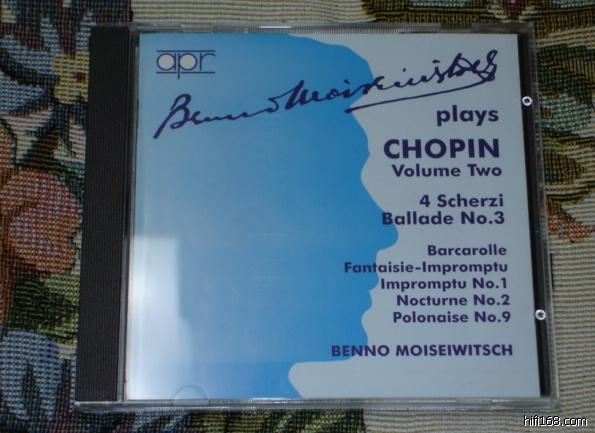 apr
Benno Moiseiwitsch
plays
CHOPIN
Volume Two
4 Scherzi
Ballade No.3
Barcarolle
Fantaisie-Impromptu
Impromptu No.1
Nocturne No.2
Polonaise No.9
BENNO MOISEIWITSCH
hifi168.com